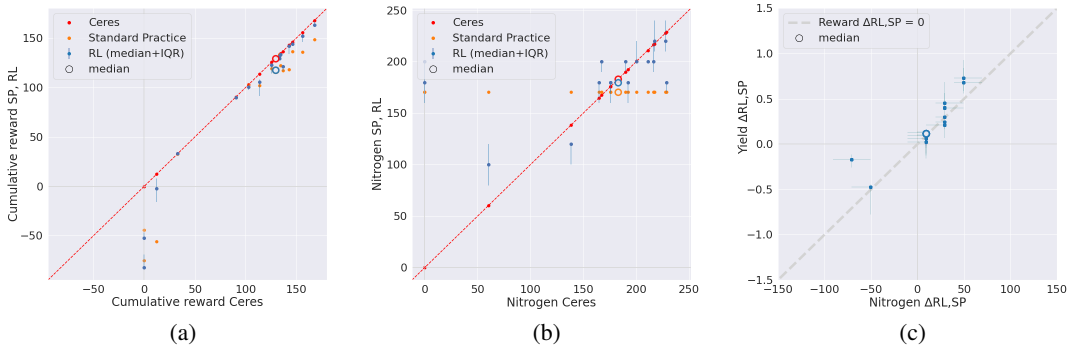 Ceres
Standard Practice
RL (median+IQR)
median
150
100
50
0
−50
−50
0
50
100
150
Cumulative reward SP, RL
Cumulative reward Ceres
(a)
Ceres
Standard Practice
RL (median+IQR)
median
250
200
150
100
50
0
0
50
100
150
200
250
Nitrogen SP, RL
Nitrogen Ceres
(b)
Reward ΔRL,SP = 0
median
1.5
1.0
0.5
0.0
−0.5
−1.0
−1.5
−150
−100
−50
0
50
100
150
Yield ΔRL,SP
Nitrogen ΔRL,SP
(c)